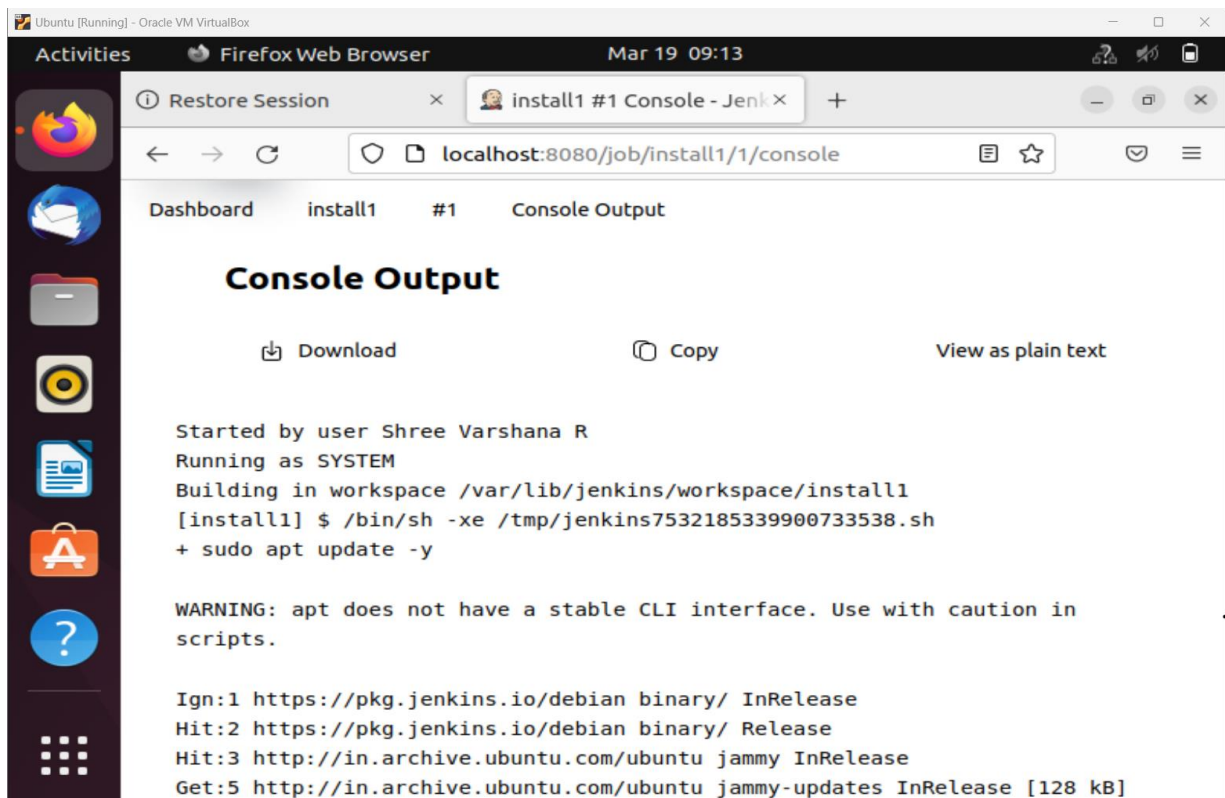 Ubuntu [Running] - Oracle VM VirtualBox
Activities Firefox Web Browser Mar 19 09:13
Restore Session install1 #1 Console - Jenk
localhost:8080/job/install1/1/console
Dashboard install1 #1 Console Output
Console Output
Download Copy View as plain text
Started by user Shree Varshana R
Running as SYSTEM
Building in workspace /var/lib/jenkins/workspace/install1
[install1] $ /bin/sh -xe /tmp/jenkins7532185339900733538.sh
+ sudo apt update -y
WARNING: apt does not have a stable CLI interface. Use with caution in
scripts.
Ign:1 https://pkg.jenkins.io/debian binary/ InRelease
Hit:2 https://pkg.jenkins.io/debian binary/ Release
Hit:3 http://in.archive.ubuntu.com/ubuntu jammy InRelease
Get:5 http://in.archive.ubuntu.com/ubuntu jammy-updates InRelease [128 kB]